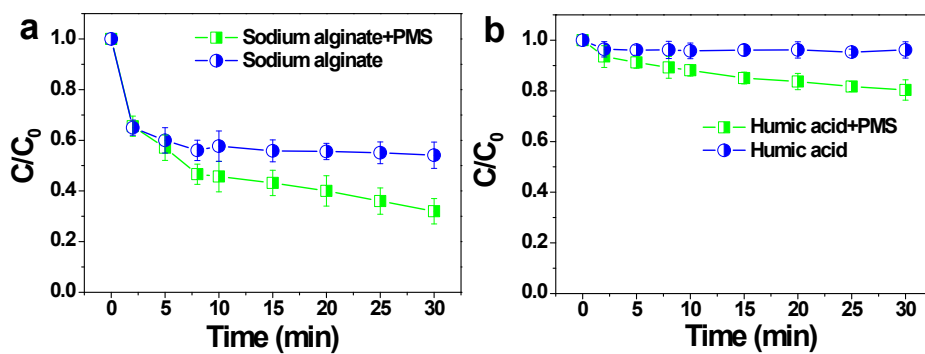 a
Sodium alginate+PMS
Sodium alginate
C/C0
1.0
0.8
0.6
0.4
0.2
0.0
0 5 10 15 20 25 30
Time (min)
b
Humic acid+PMS
Humic acid
C/C0
1.0
0.8
0.6
0.4
0.2
0.0
0 5 10 15 20 25 30
Time (min)